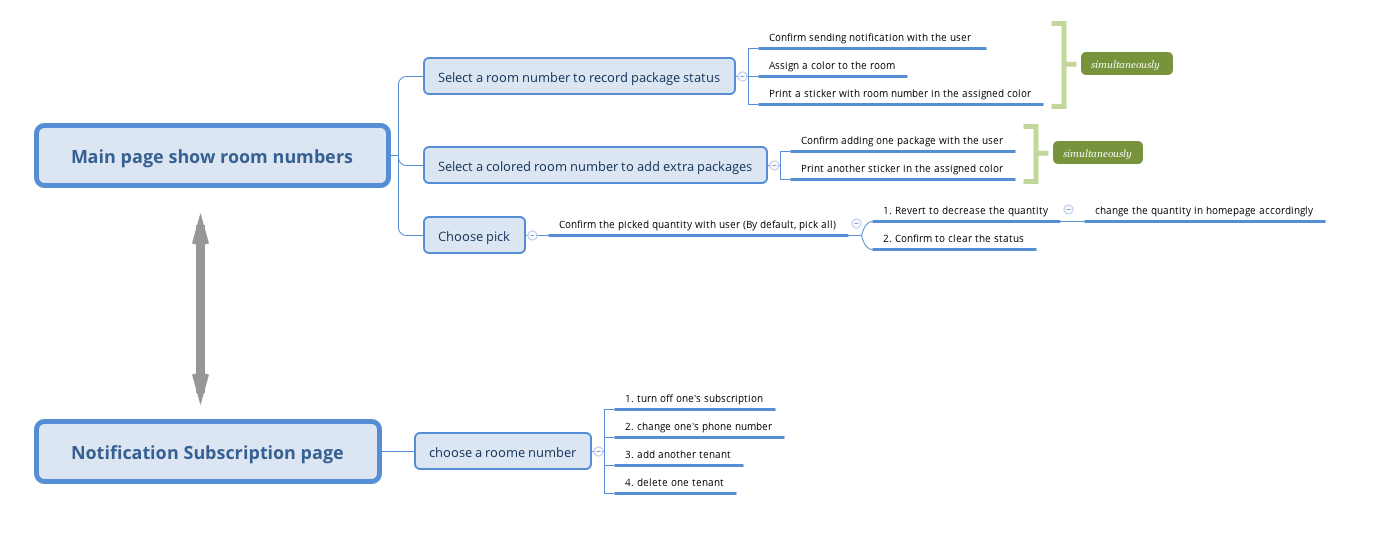 Main page show room numbers
Select a room number to record package status
Confirm sending notification with the user
Assign a color to the room
Print a sticker with room number in the assigned color
simultaneously
Select a colored room number to add extra packages
Confirm adding one package with the user
Print another sticker in the assigned color
simultaneously
Choose pick
Confirm the picked quantity with user (By default, pick all)
1. Revert to decrease the quantity
change the quantity in homepage accordingly
2. Confirm to clear the status
Notification Subscription page
choose a roome number
1. turn off one's subscription
2. change one's phone number
3. add another tenant
4. delete one tenant